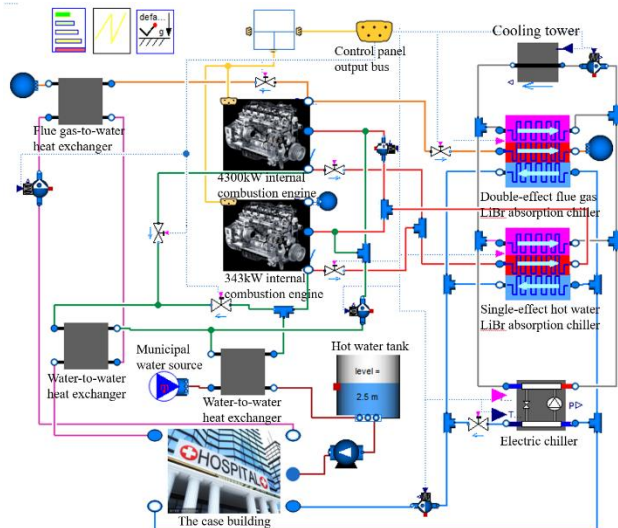 defa...
g
Control panel
output bus
Cooling tower
Flue gas-to-water
heat exchanger
4300kW internal
combustion engine
Double-effect flue gas
LiBr absorption chiller
343kW internal
combustion engine
Single-effect hot water
LiBr absorption chiller
Municipal
water source
Hot water tank
level =
2.5 m
Water-to-water
heat exchanger
Water-to-water
heat exchanger
T.
P
Electric chiller
HOSPITAL
The case building